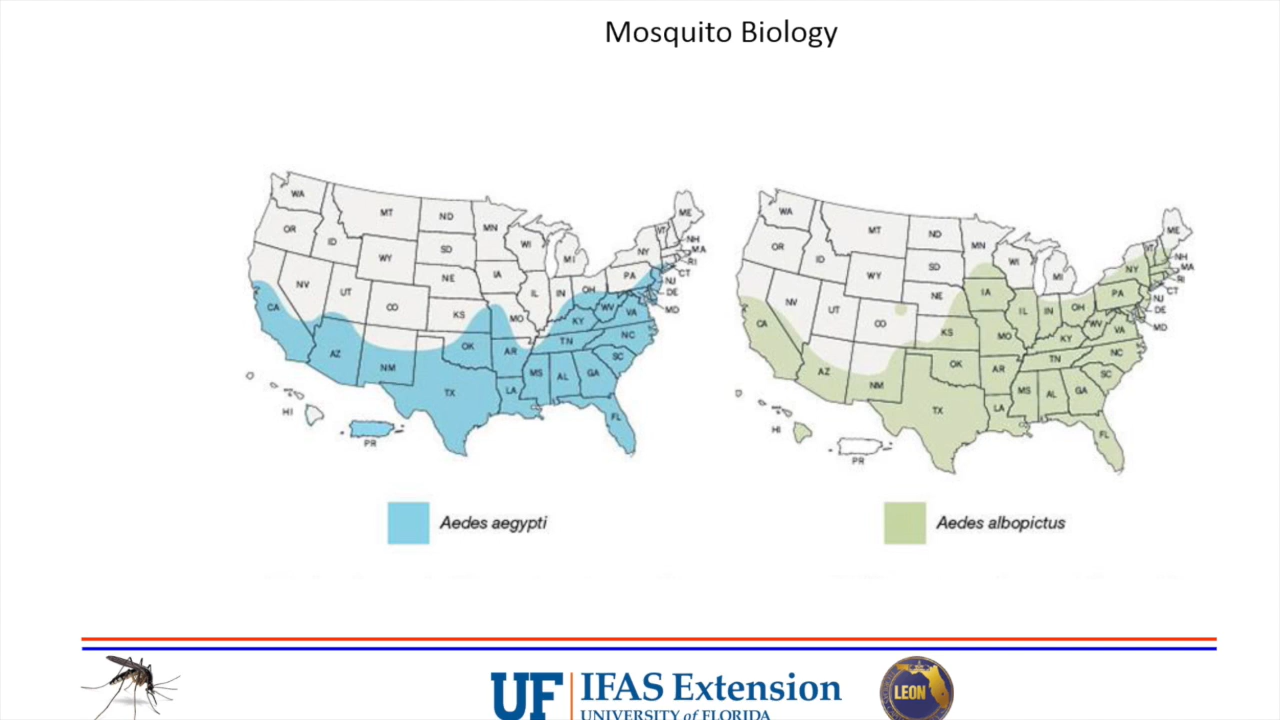 Mosquito Biology
WA
MT
ND
MN
ME
OR
ID
SD
WI
VT
NH
MA
WY
MI
NY
RI
NE
IA
PA
CT
NV
UT
CO
IL
IN
OH
NJ
DE
CA
KS
MO
KY
WV
VA
MD
AZ
NM
OK
AR
TN
NC
SC
TX
LA
MS
AL
GA
FL
HI
PR
WA
MT
ND
MN
ME
OR
ID
SD
WI
VT
NH
MA
WY
MI
NY
RI
NE
IA
PA
CT
NV
UT
CO
IL
IN
OH
NJ
DE
CA
KS
MO
KY
WV
VA
MD
AZ
NM
OK
AR
TN
NC
SC
TX
LA
MS
AL
GA
FL
HI
PR
Aedes aegypti
Aedes albopictus
UF IFAS Extension
UNIVERSITY of FLORIDA
LEON